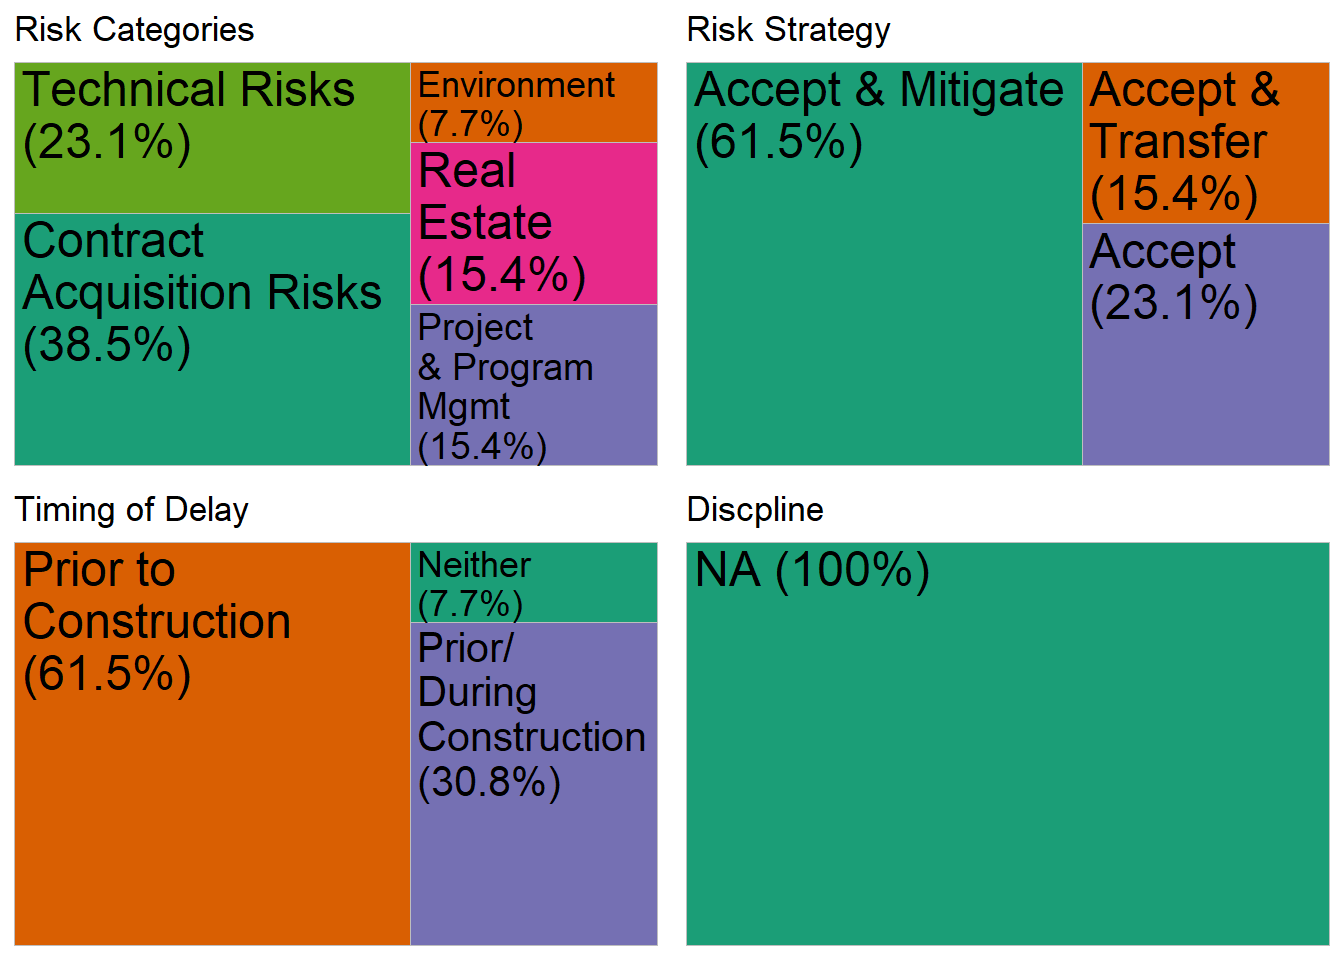 Risk Categories
Technical Risks
(23.1%)
Contract
Acquisition Risks
(38.5%)
Environment
(7.7%)
Real
Estate
(15.4%)
Project
& Program
Mgmt
(15.4%)
Risk Strategy
Accept & Mitigate
(61.5%)
Accept &
Transfer
(15.4%)
Accept
(23.1%)
Timing of Delay
Prior to
Construction
(61.5%)
Neither
(7.7%)
Prior/
During
Construction
(30.8%)
Discpline
NA (100%)